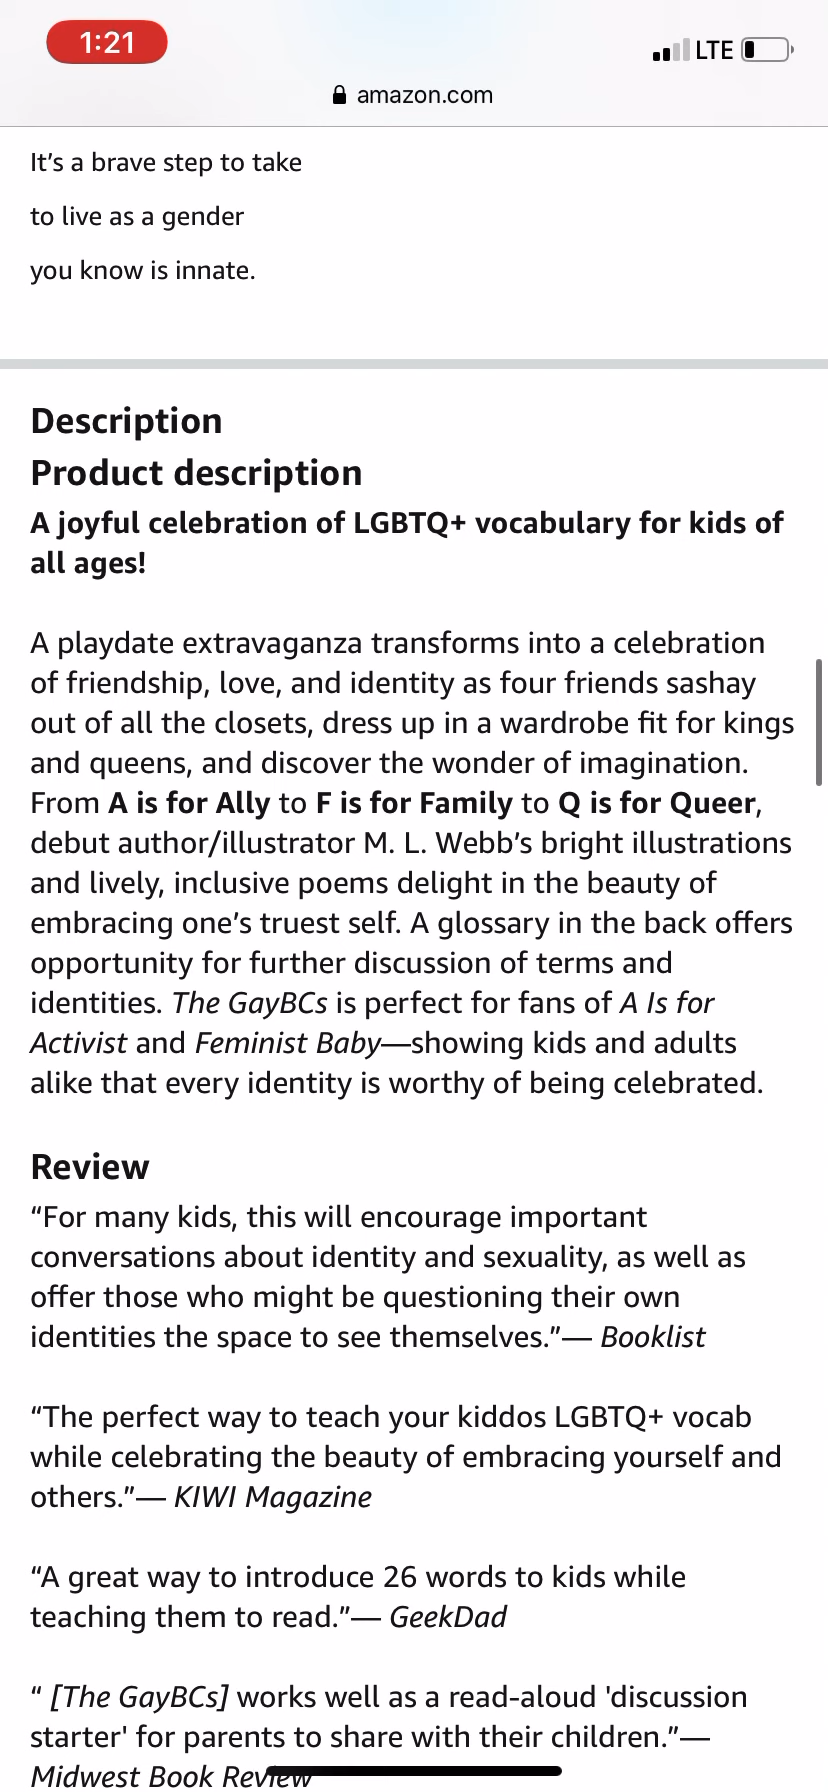 1:21
LTE
amazon.com
It's a brave step to take
to live as a gender
you know is innate.
Description
Product description
A joyful celebration of LGBTQ+ vocabulary for kids of
all ages!
A playdate extravaganza transforms into a celebration
of friendship, love, and identity as four friends sashay
out of all the closets, dress up in a wardrobe fit for kings
and queens, and discover the wonder of imagination.
From A is for Ally to F is for Family to Q is for Queer,
debut author/illustrator M. L. Webb's bright illustrations
and lively, inclusive poems delight in the beauty of
embracing one's truest self. A glossary in the back offers
opportunity for further discussion of terms and
identities. The GayBCs is perfect for fans of A Is for
Activist and Feminist Baby—showing kids and adults
alike that every identity is worthy of being celebrated.
Review
“For many kids, this will encourage important
conversations about identity and sexuality, as well as
offer those who might be questioning their own
identities the space to see themselves.”— Booklist
“The perfect way to teach your kiddos LGBTQ+ vocab
while celebrating the beauty of embracing yourself and
others.”— KIWI Magazine
“A great way to introduce 26 words to kids while
teaching them to read.”— GeekDad
“ [The GayBCs] works well as a read-aloud 'discussion
starter' for parents to share with their children.”—
Midwest Book Review